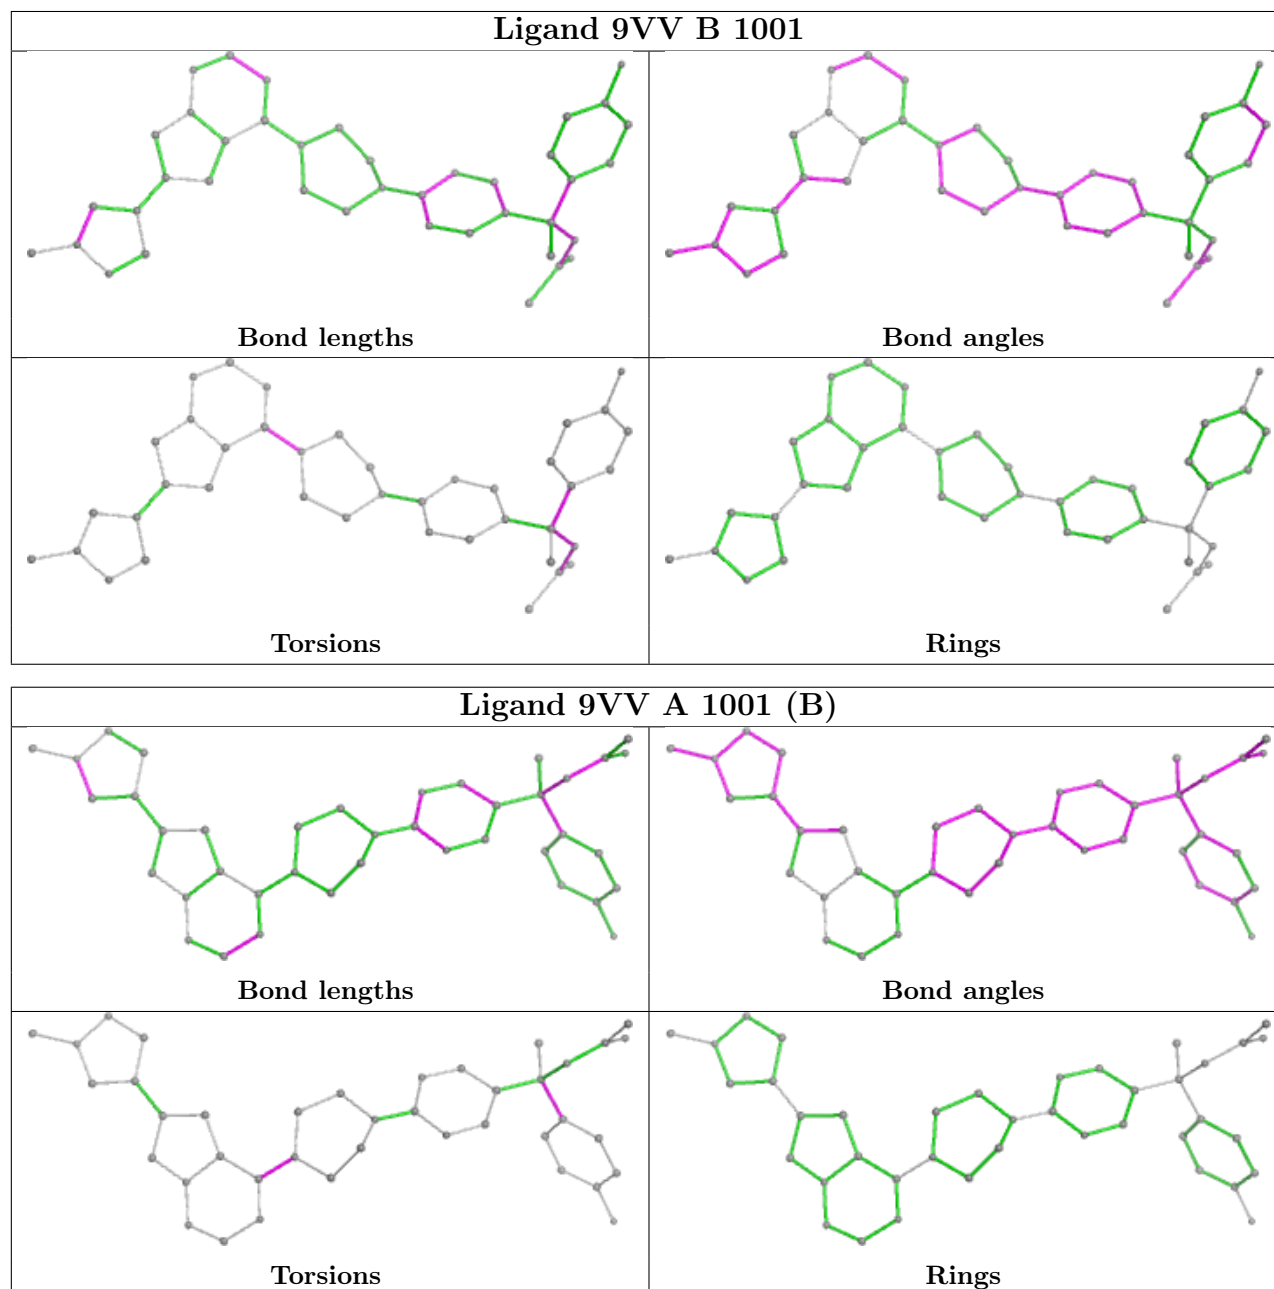 Ligand 9VV B 1001
Bond lengths
Bond angles
Torsions
Rings
Ligand 9VV A 1001 (B)
Bond lengths
Bond angles
Torsions
Rings